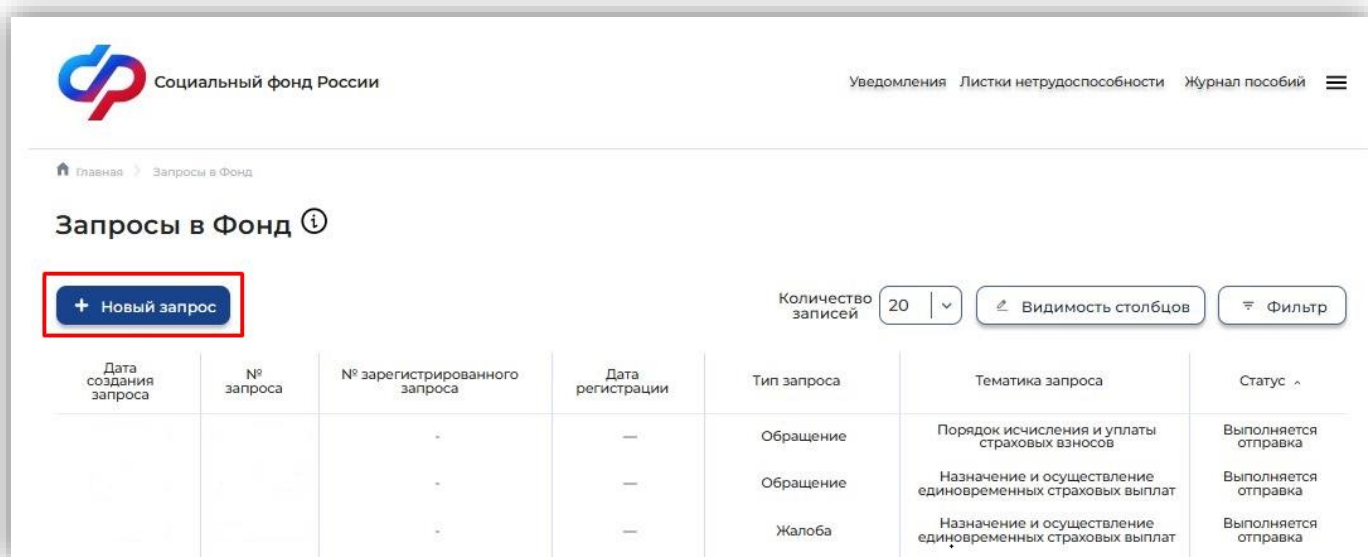 Социальный фонд России
Уведомления Листки нетрудоспособности Журнал пособий
Главная Запросы в Фонд
Запросы в Фонд
+ Новый запрос
Количество записей 20 Видимость столбцов Фильтр
Дата создания запроса № запроса № зарегистрированного запроса Дата регистрации Тип запроса Тематика запроса Статус
- — Обращение Порядок исчисления и уплаты страховых взносов Выполняется отправка
- — Обращение Назначение и осуществление единовременных страховых выплат Выполняется отправка
- — Жалоба Назначение и осуществление единовременных страховых выплат Выполняется отправка